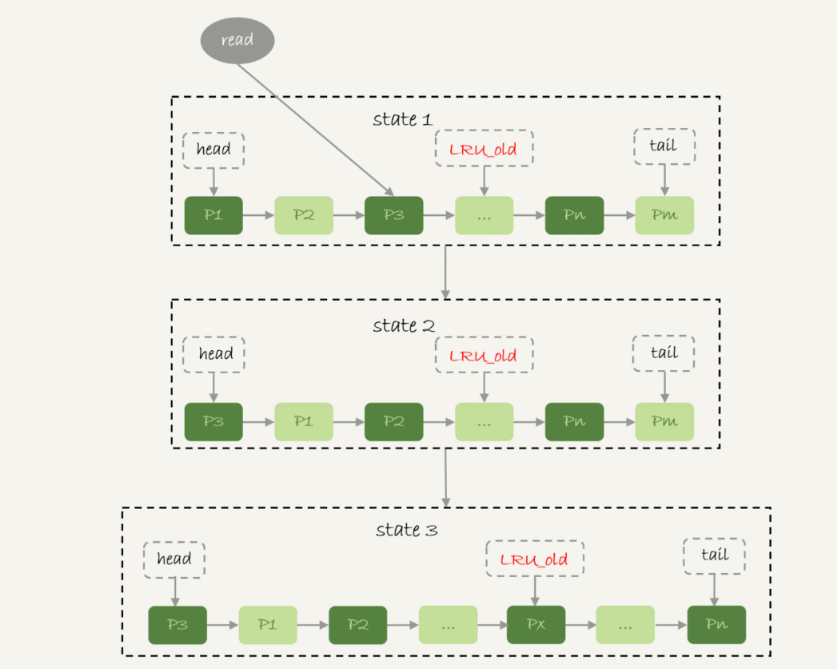 read
state 1
head
LRU_old
tail
P1 P2 P3 ... Pn Pm
state 2
head
LRU_old
tail
P3 P1 P2 ... Pn Pm
state 3
head
LRU_old
tail
P3 P1 P2 ... Px ... Pn